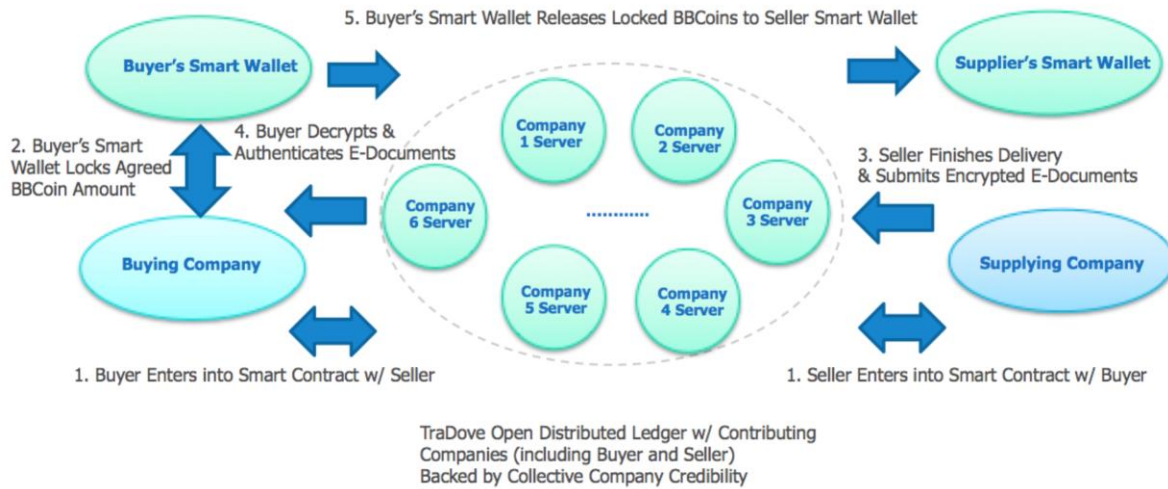 5. Buyer's Smart Wallet Releases Locked BBCoins to Seller Smart Wallet
Buyer's Smart Wallet
Supplier's Smart Wallet
2. Buyer's Smart
Wallet Locks Agreed
BBCoin Amount
4. Buyer Decrypts &
Authenticates E-Documents
Company
1 Server
Company
2 Server
3. Seller Finishes Delivery
& Submits Encrypted E-Documents
Company
6 Server
............
Company
3 Server
Buying Company
Supplying Company
Company
5 Server
Company
4 Server
1. Buyer Enters into Smart Contract w/ Seller
1. Seller Enters into Smart Contract w/ Buyer
TraDove Open Distributed Ledger w/ Contributing
Companies (including Buyer and Seller)
Backed by Collective Company Credibility